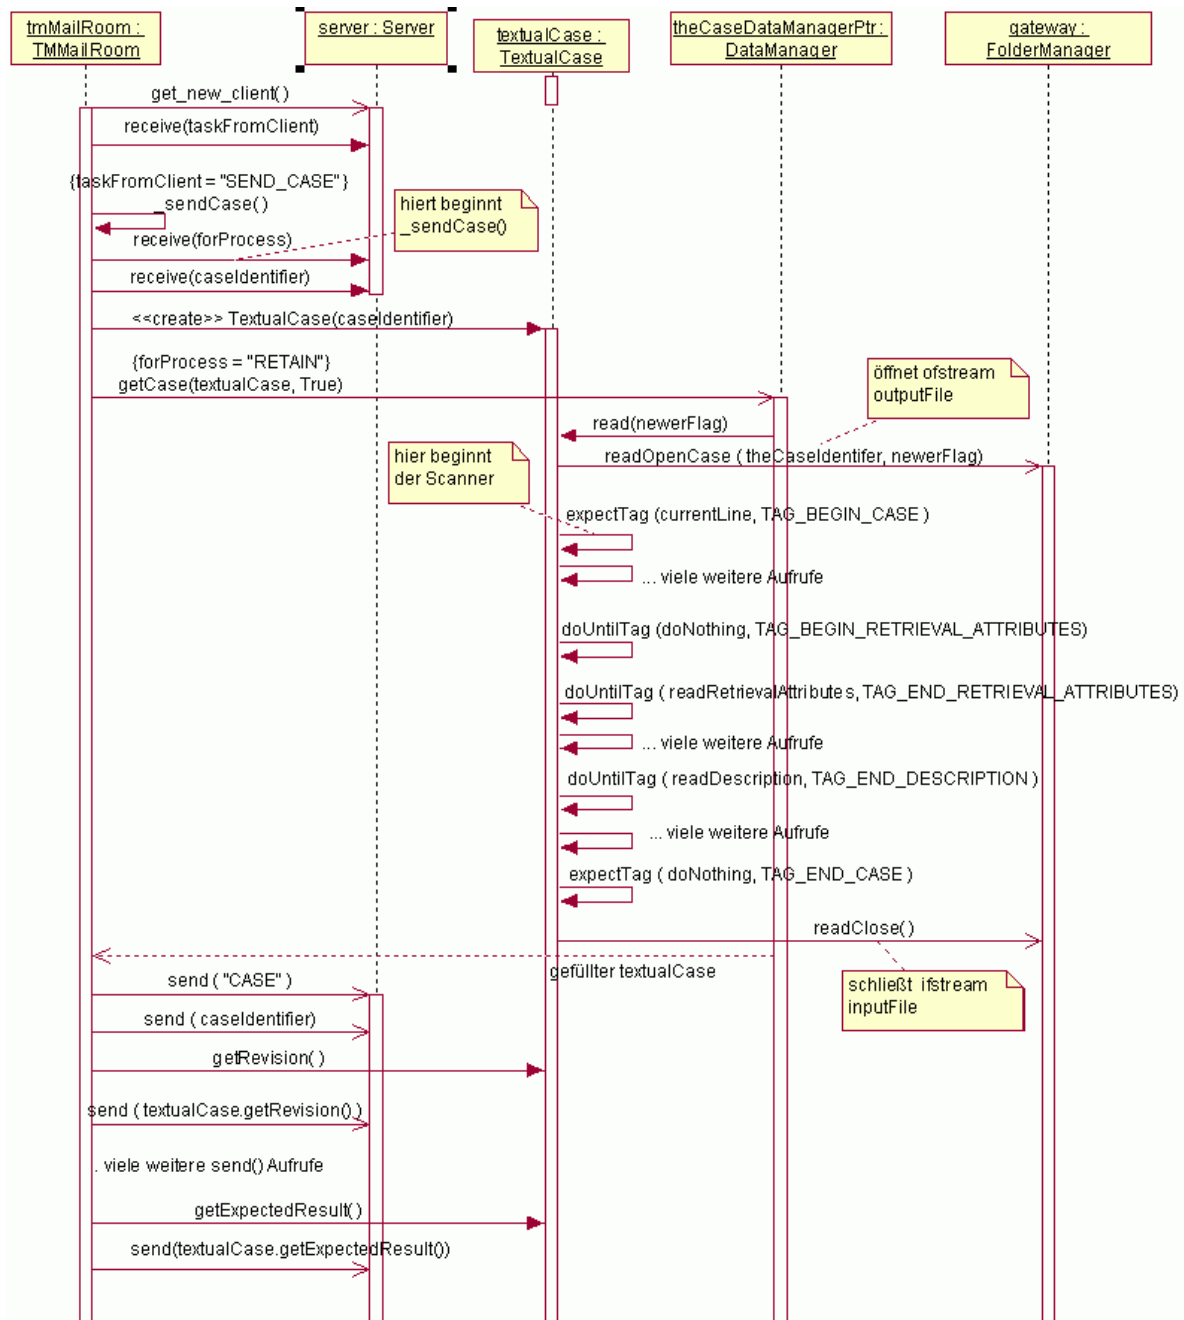 tmMailRoom :
TMMailRoom
server : Server
textualCase :
TextualCase
theCaseDataManagerPtr :
DataManager
gateway :
FolderManager
get_new_client( )
receive(taskFromClient)
{taskFromClient = "SEND_CASE"}
_sendCase( )
hiert beginnt
_sendCase()
receive(forProcess)
receive(caseIdentifier)
<<create>> TextualCase(caseIdentifier)
{forProcess = "RETAIN"}
getCase(textualCase, True)
öffnet ofstream
outputFile
read(newerFlag)
hier beginnt
der Scanner
readOpenCase ( theCaseIdentifer, newerFlag)
expectTag (currentLine, TAG_BEGIN_CASE )
... viele weitere Aufrufe
doUntilTag (doNothing, TAG_BEGIN_RETRIEVAL_ATTRIBUTES)
doUntilTag ( readRetrievalAttributes, TAG_END_RETRIEVAL_ATTRIBUTES)
... viele weitere Aufrufe
doUntilTag ( readDescription, TAG_END_DESCRIPTION )
... viele weitere Aufrufe
expectTag ( doNothing, TAG_END_CASE )
readClose( )
gefüllter textualCase
schließt ifstream
inputFile
send ( "CASE" )
send ( caseIdentifier)
getRevision( )
send ( textualCase.getRevision() )
. viele weitere send() Aufrufe
getExpectedResult( )
send(textualCase.getExpectedResult())